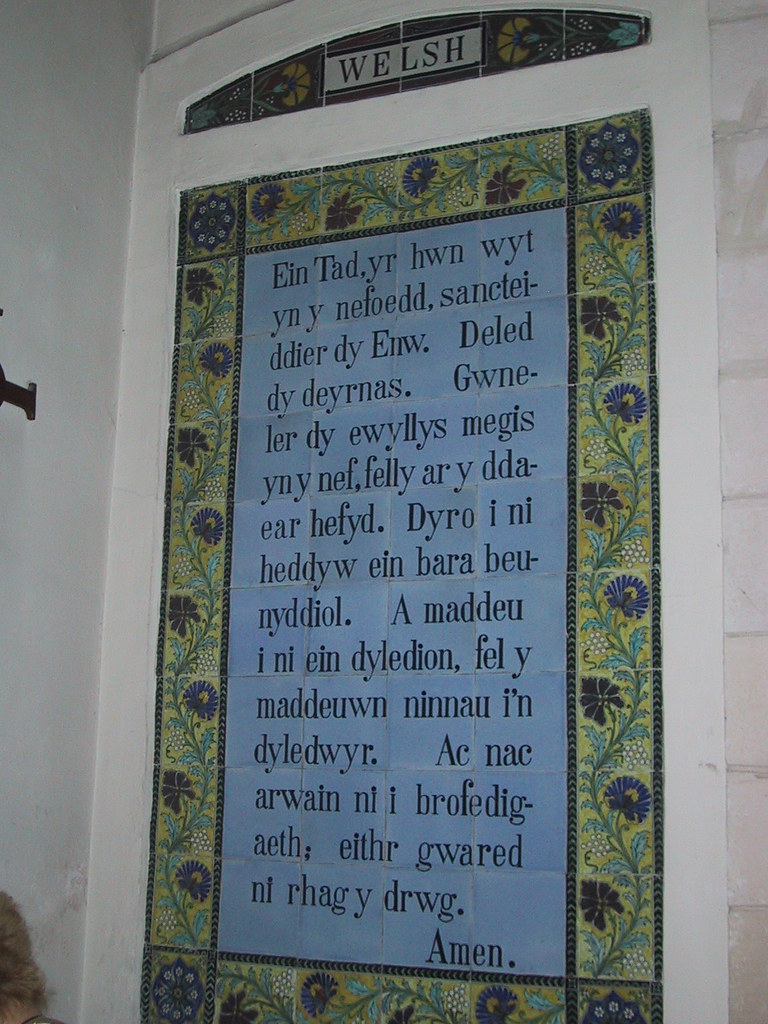 WELSH
Ein Tad, yr hwn wyt
yn y nefoedd, sanctei-
ddier dy Enw. Deled
dy deyrnas. Gwne-
ler dy ewyllys megis
yn y nef, felly ar y dda-
ear hefyd. Dyro i ni
heddyw ein bara beu-
nyddiol. A maddeu
i ni ein dyledion, fel y
maddeuwn ninnau i'n
dyledwyr. Ac nac
arwain ni i brofedig-
aeth; eithr gwared
ni rhag y drwg.
Amen.